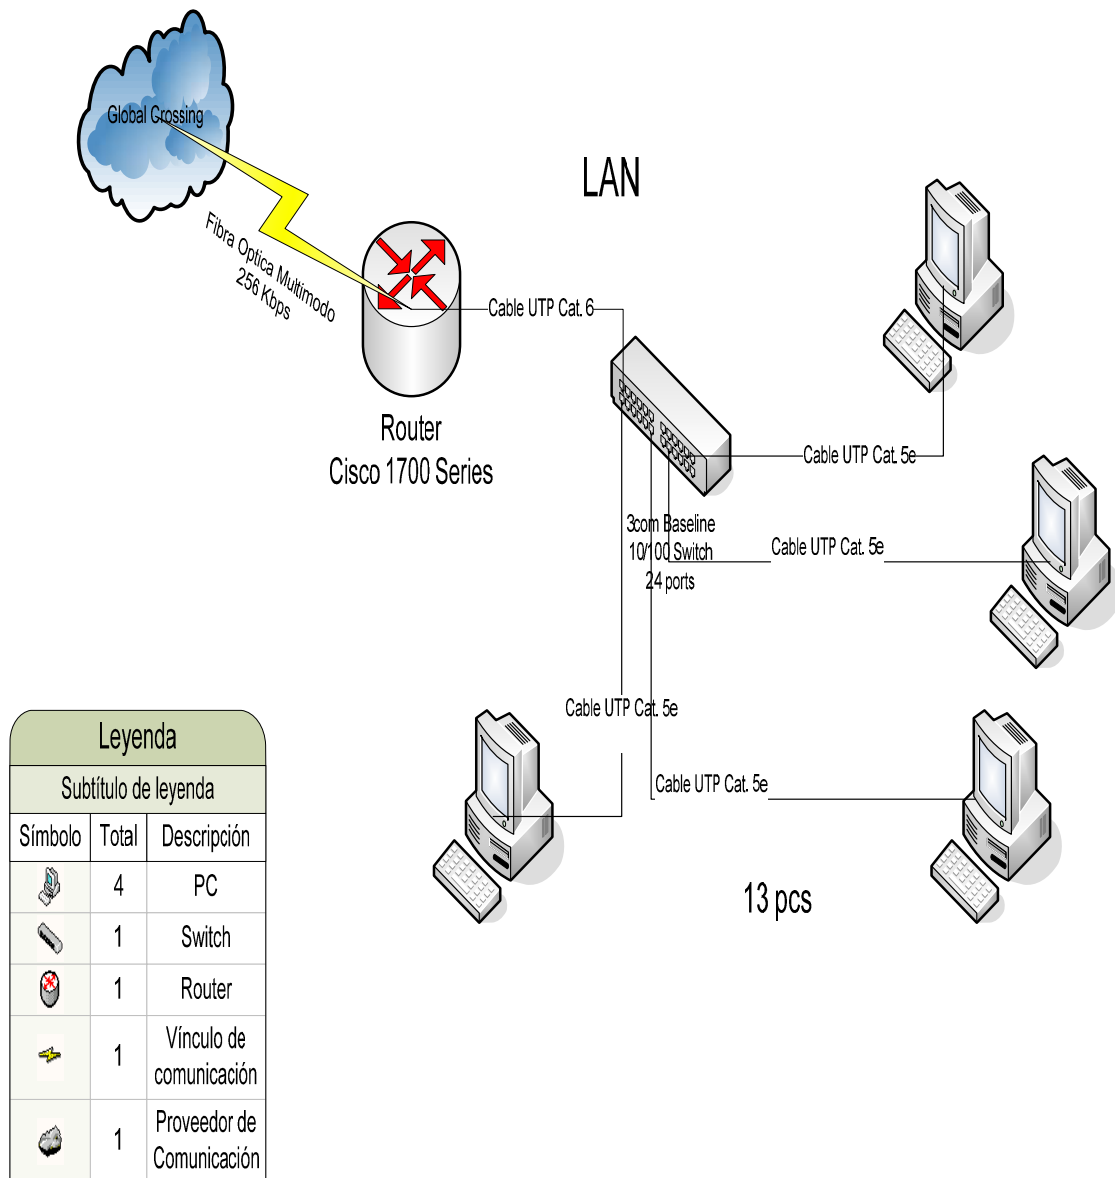 Global Crossing
LAN
Fibra Optica Multimodo
256 Kbps
Cable UTP Cat. 6
Router
Cisco 1700 Series
Cable UTP Cat. 5e
3com Baseline
10/100 Switch
24 ports
Cable UTP Cat. 5e
Cable UTP Cat. 5e
Cable UTP Cat. 5e
13 pcs
Leyenda
Subtítulo de leyenda
Símbolo Total Descripción
4 PC
1 Switch
1 Router
1 Vínculo de
comunicación
1 Proveedor de
Comunicación